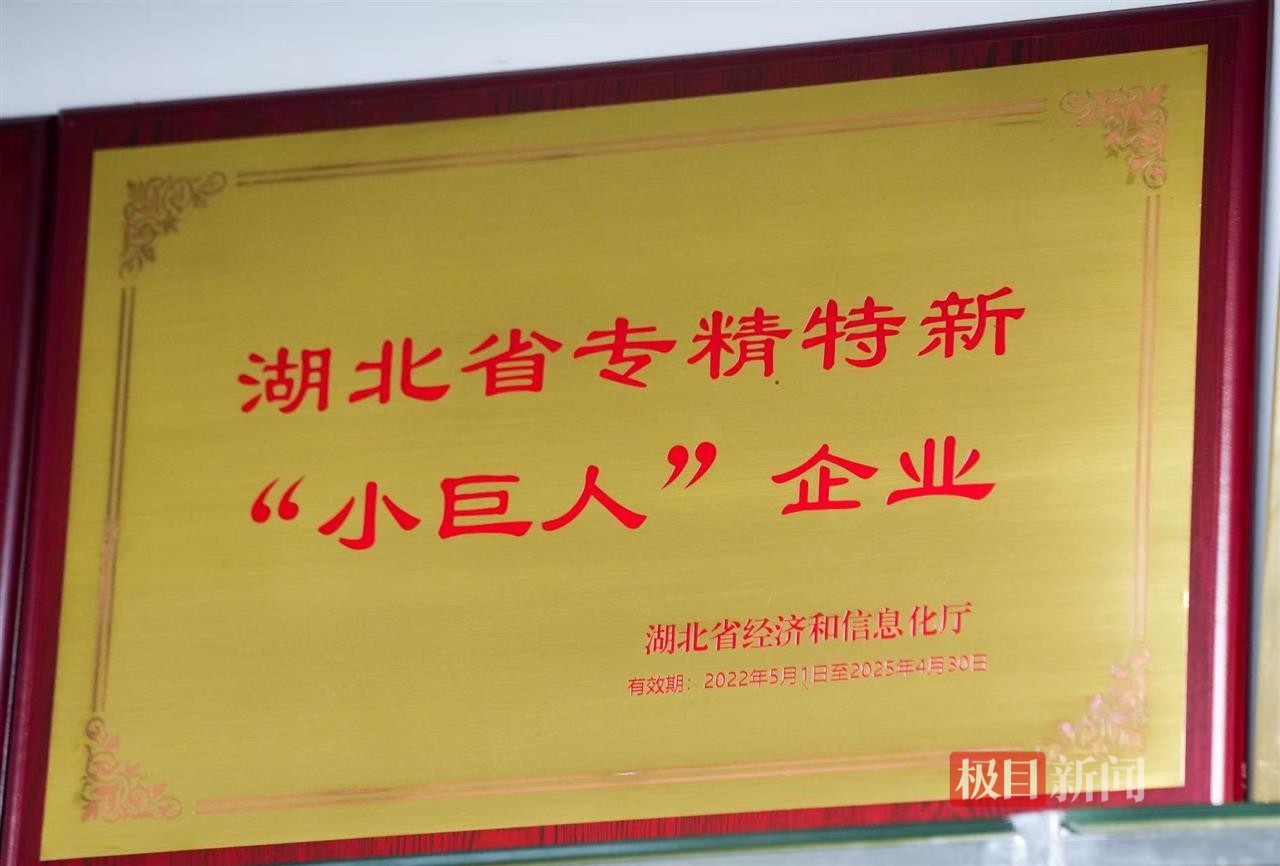 湖北省专精特新
“小巨人”企业
湖北省经济和信息化厅
有效期：2022年5月1日至2025年4月30日
极目新闻